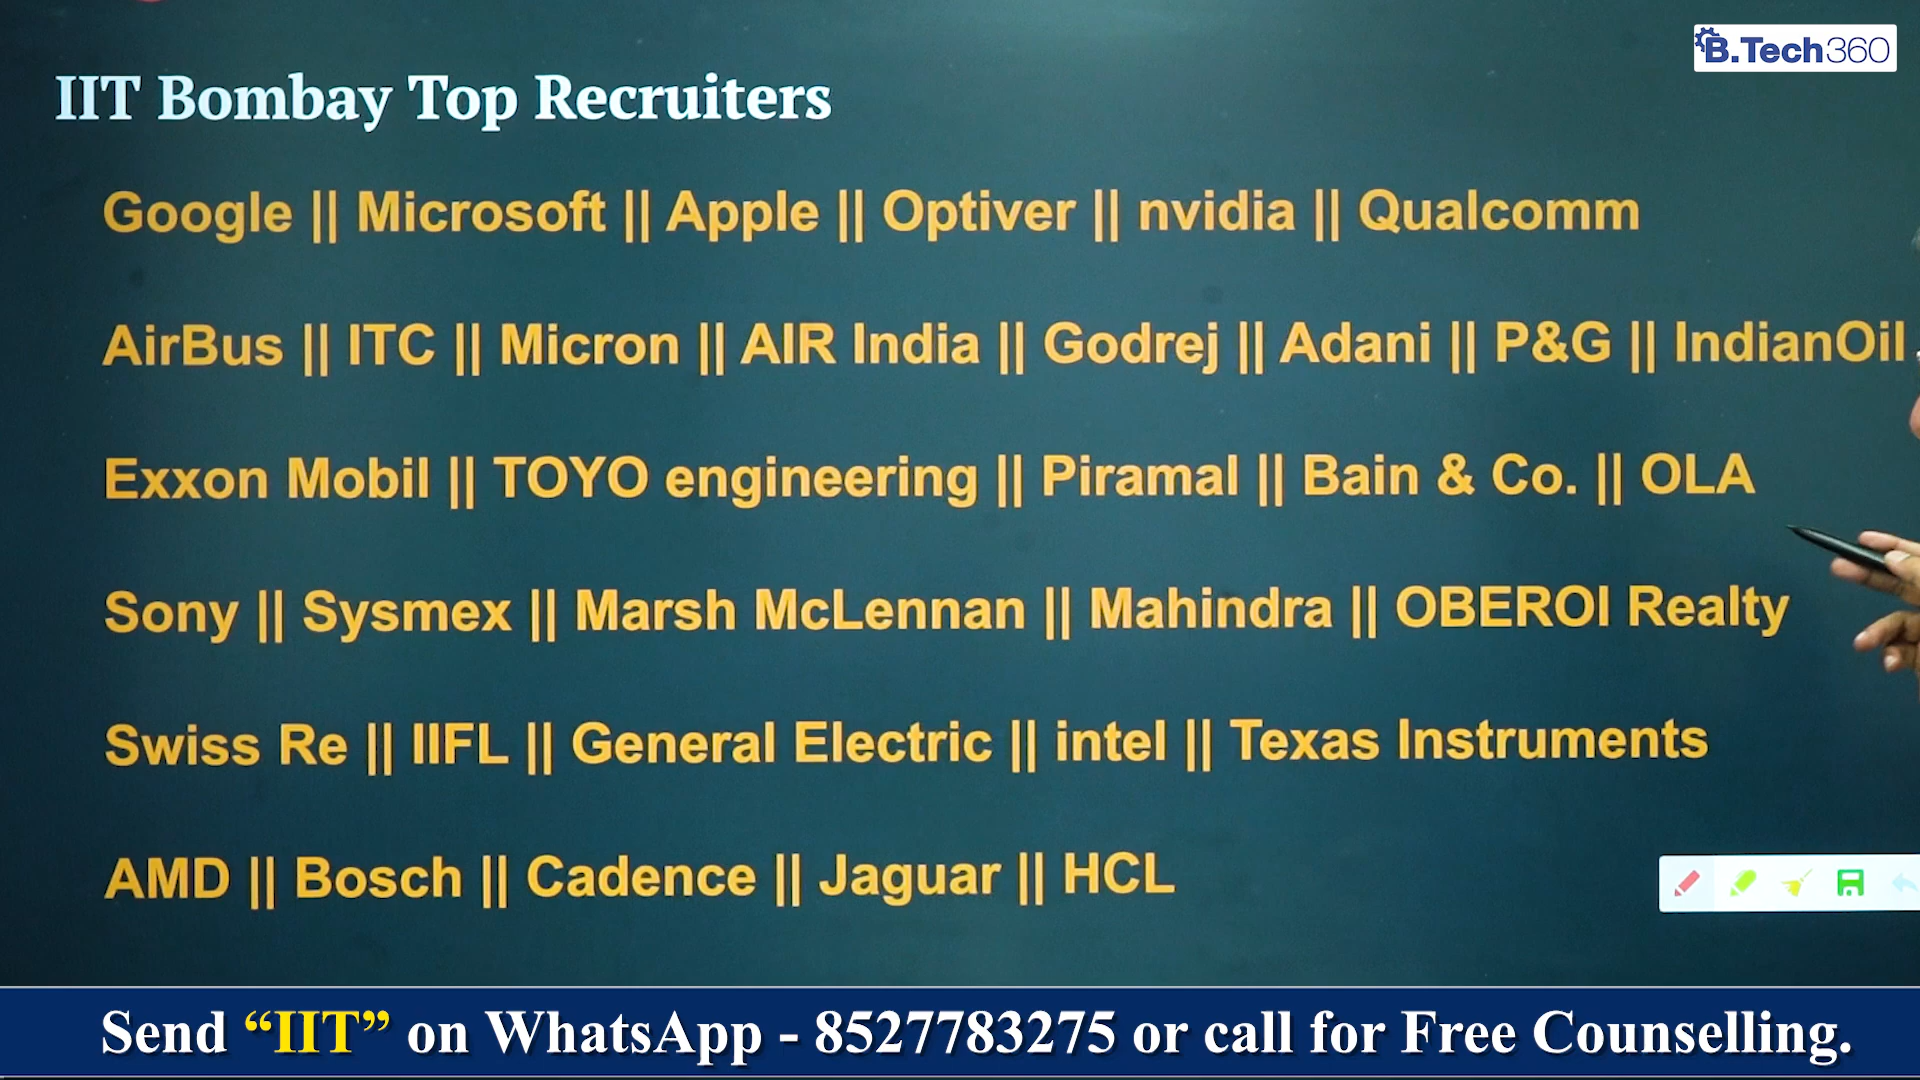 B.Tech360
IIT Bombay Top Recruiters
Google || Microsoft || Apple || Optiver || nvidia || Qualcomm
AirBus || ITC || Micron || AIR India || Godrej || Adani || P&G || IndianOil
Exxon Mobil || TOYO engineering || Piramal || Bain & Co. || OLA
Sony || Sysmex || Marsh McLennan || Mahindra || OBEROI Realty
Swiss Re || IIFL || General Electric || intel || Texas Instruments
AMD || Bosch || Cadence || Jaguar || HCL
Send “IIT” on WhatsApp - 8527783275 or call for Free Counselling.